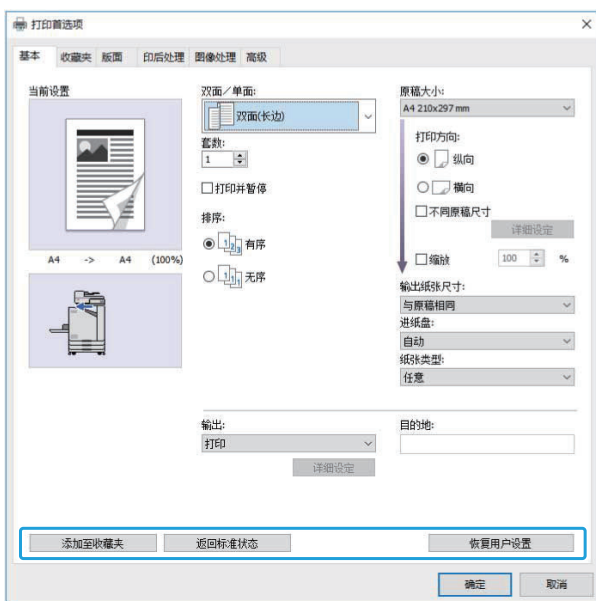 打印首选项
基本 收藏夹 版面 印后处理 图像处理 高级
当前设置
A4 -> A4 (100%)
双面／单面:
双面(长边)
套数:
1
打印并暂停
排序:
有序
无序
原稿大小:
A4 210x297 mm
打印方向:
纵向
横向
不同原稿尺寸
详细设定
缩放 100 %
输出纸张尺寸:
与原稿相同
进纸盘:
自动
纸张类型:
任意
输出:
打印
详细设定
目的地:
添加至收藏夹 返回标准状态 恢复用户设置
确定 取消